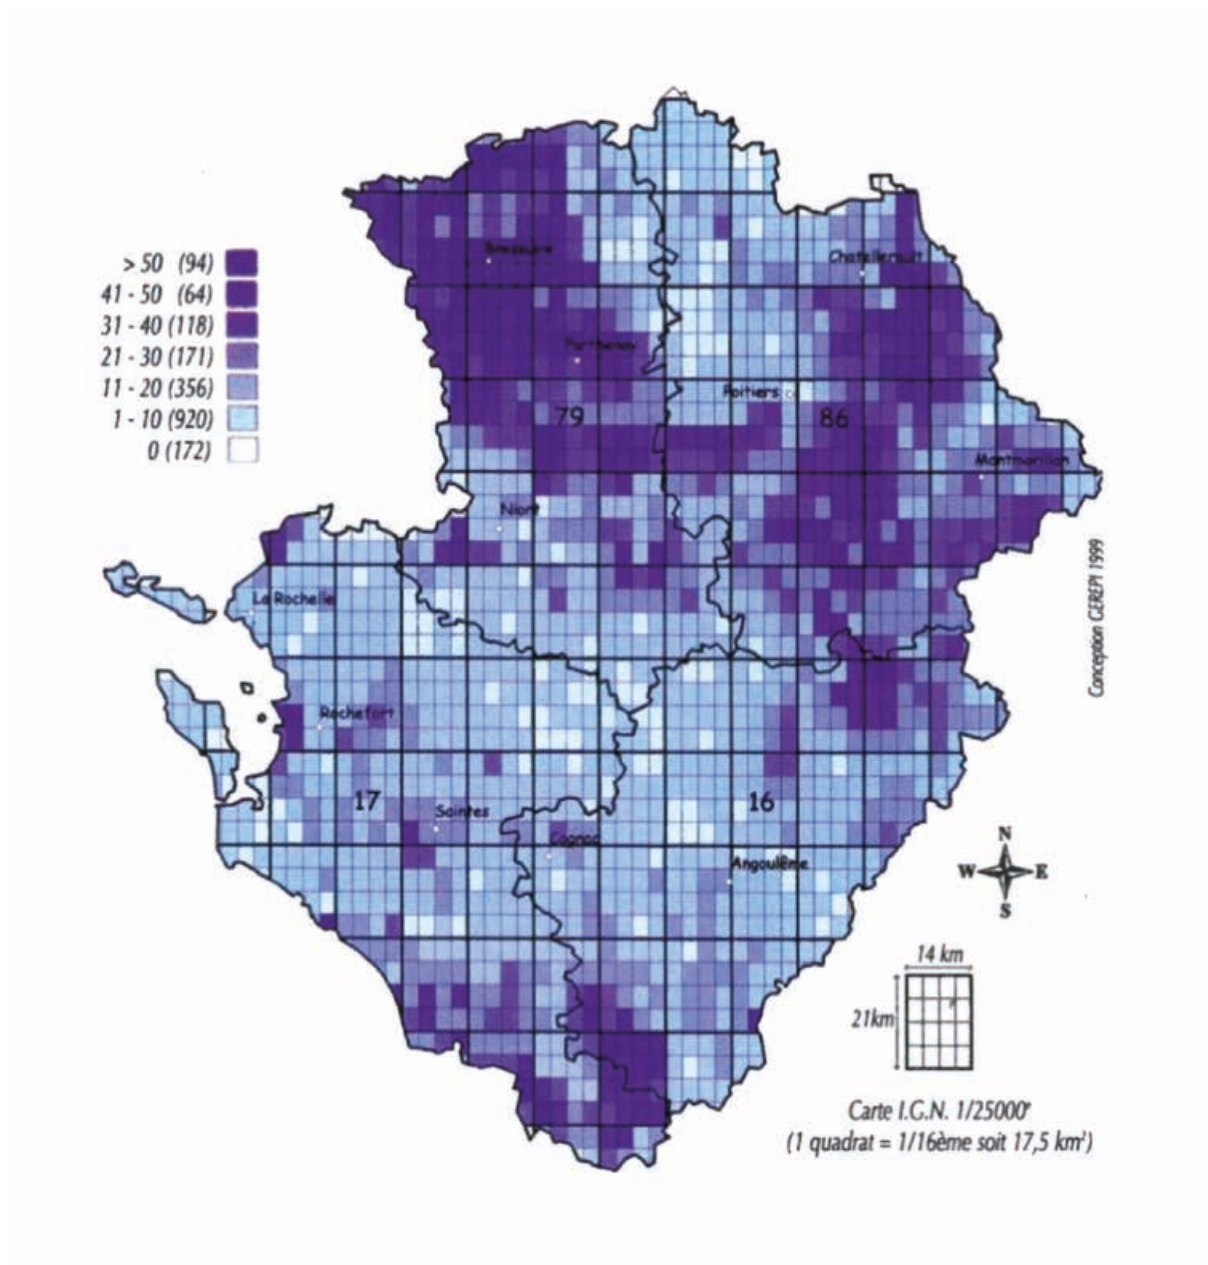 Bressuire
Chatellerault
> 50 (94)
41 - 50 (64)
31 - 40 (118)
21 - 30 (171)
11 - 20 (356)
1 - 10 (920)
0 (172)
Parthenay
Poitiers
79
86
Montmorillon
Niort
La Rochelle
Conception GEREPI 1999
Rochefort
17
16
Saintes
Cognac
Angoulême
N
W E
S
14 km
21km
Carte I.G.N. 1/25000e
(1 quadrat = 1/16ème soit 17,5 km²)